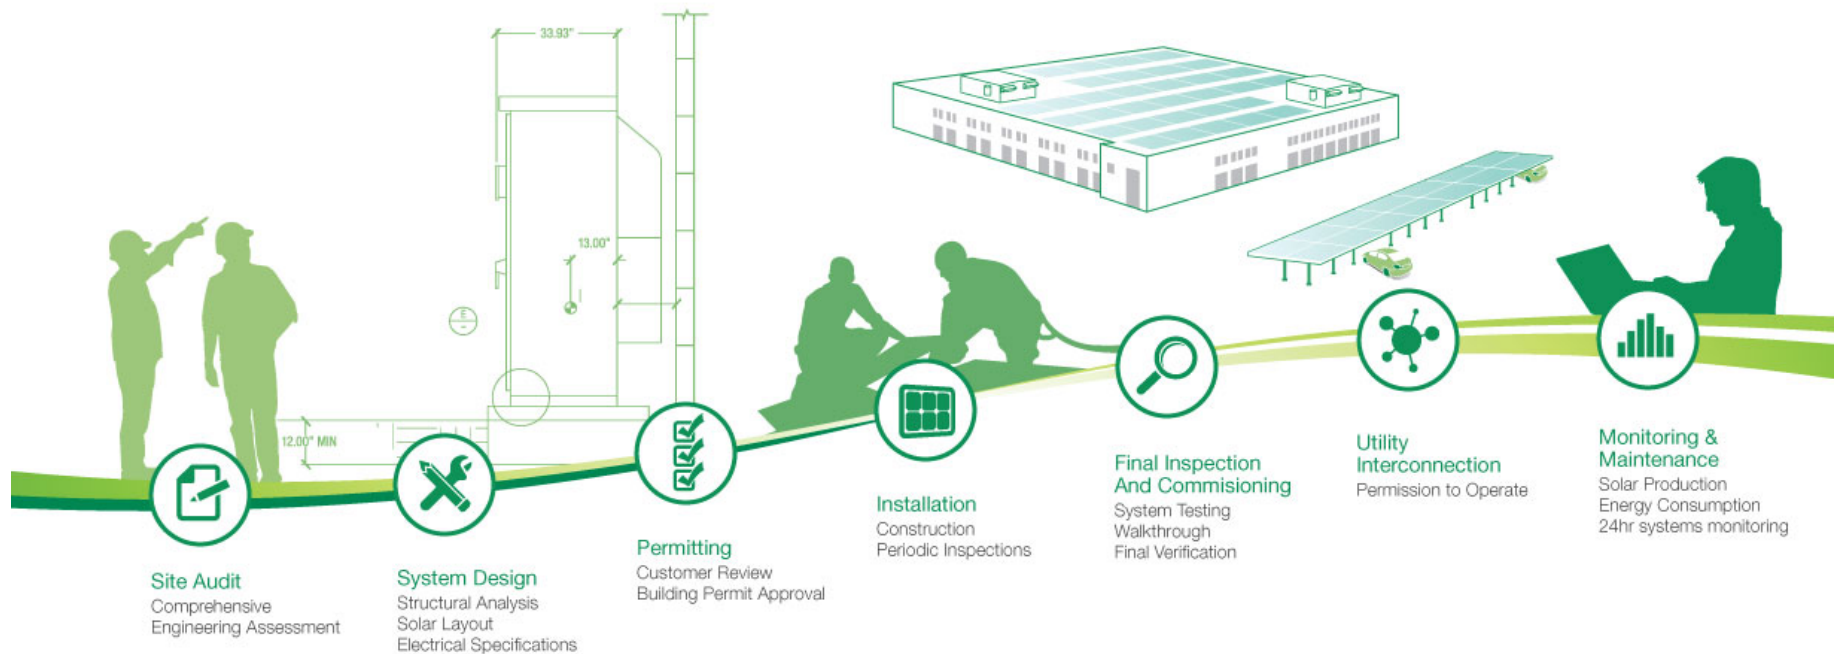 33.93"
13.00"
E
12.00" MIN
Site Audit
Comprehensive
Engineering Assessment
System Design
Structural Analysis
Solar Layout
Electrical Specifications
Permitting
Customer Review
Building Permit Approval
Installation
Construction
Periodic Inspections
Final Inspection
And Commisioning
System Testing
Walkthrough
Final Verification
Utility
Interconnection
Permission to Operate
Monitoring &
Maintenance
Solar Production
Energy Consumption
24hr systems monitoring